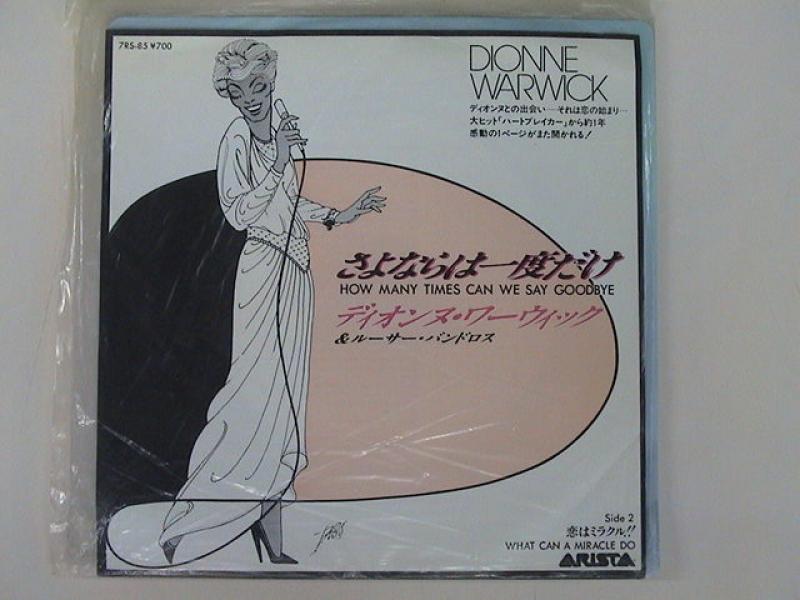 7RS-85 ¥700
DIONNE
WARWICK
ディオンヌとの出会い……それは恋の始まり…
大ヒット「ハートブレイカー」から約1年
感動の1ページがまた開かれる!
さよならは一度だけ
HOW MANY TIMES CAN WE SAY GOODBYE
ディオンヌ・ワーウィック
&ルーサー・バンドロス
Side 2
恋はミラクル!!
WHAT CAN A MIRACLE DO
ARISTA